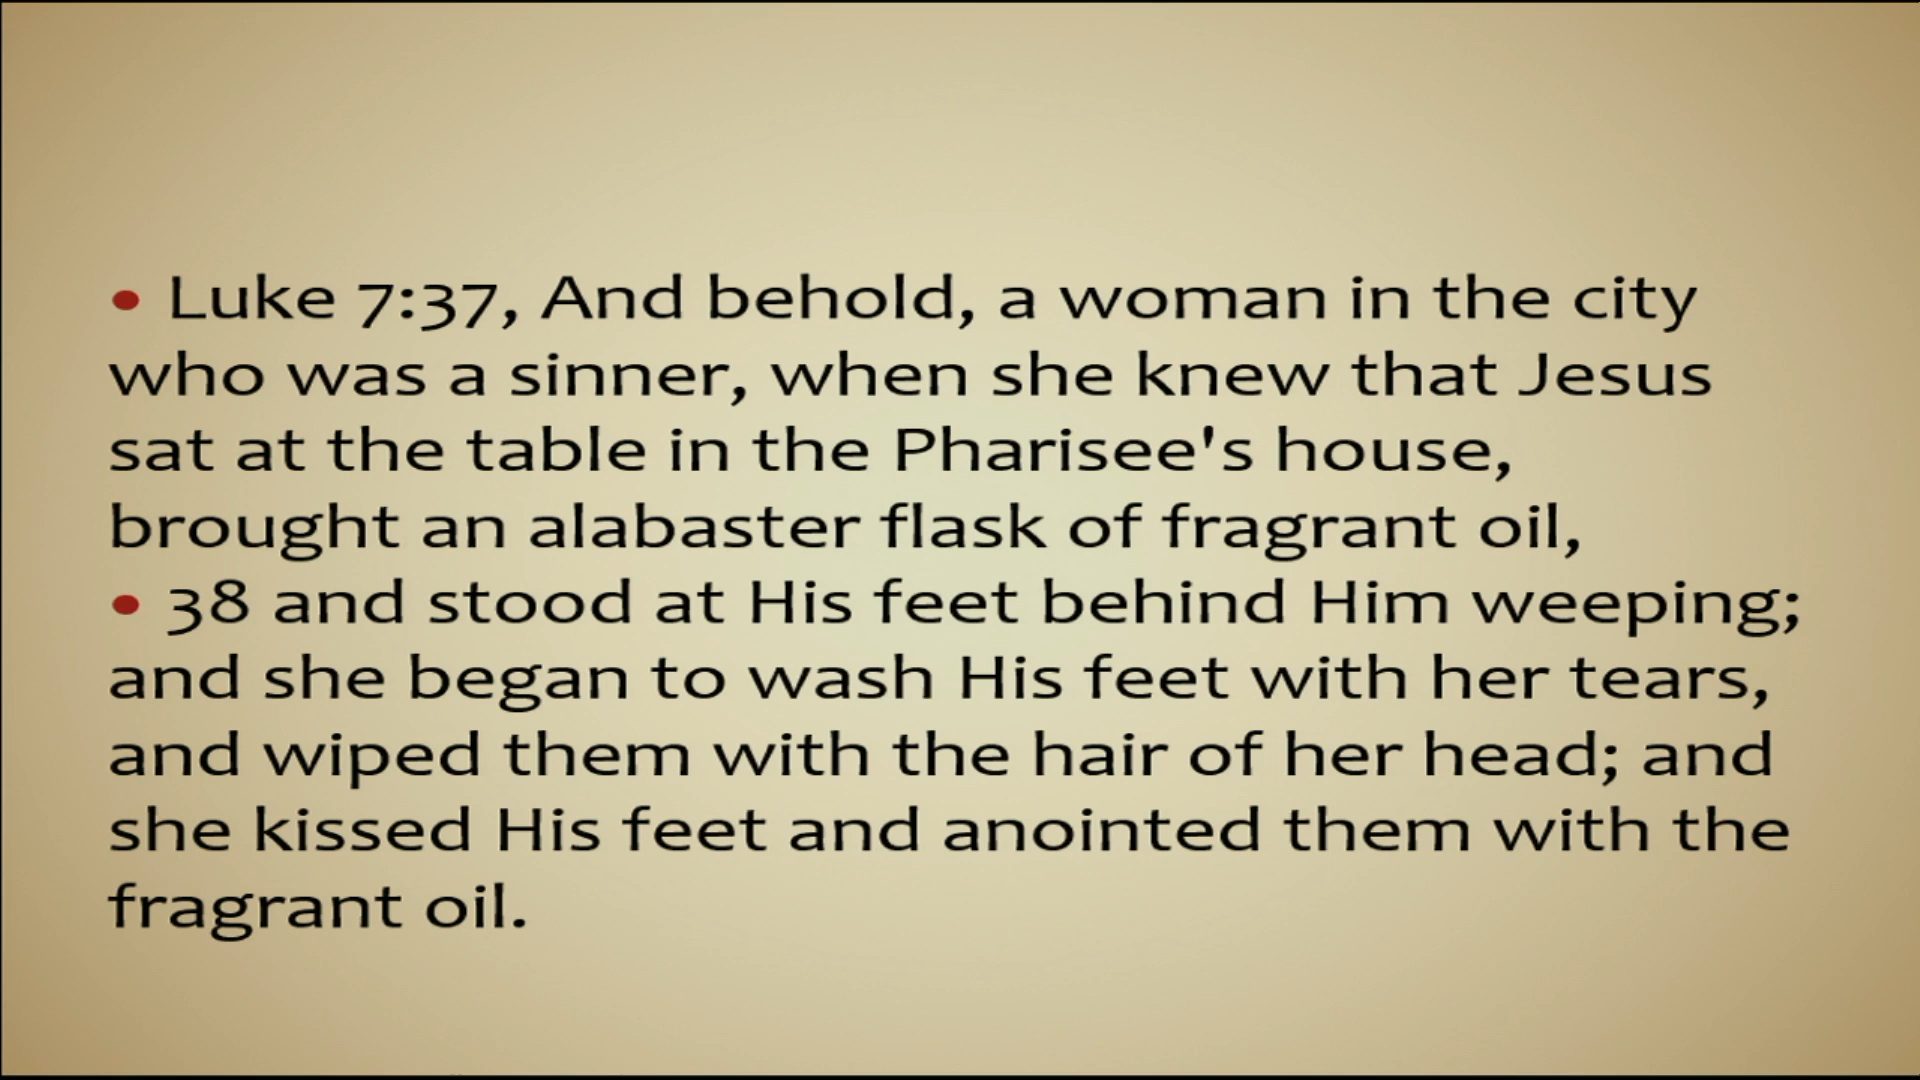 • Luke 7:37, And behold, a woman in the city
who was a sinner, when she knew that Jesus
sat at the table in the Pharisee's house,
brought an alabaster flask of fragrant oil,
• 38 and stood at His feet behind Him weeping;
and she began to wash His feet with her tears,
and wiped them with the hair of her head; and
she kissed His feet and anointed them with the
fragrant oil.